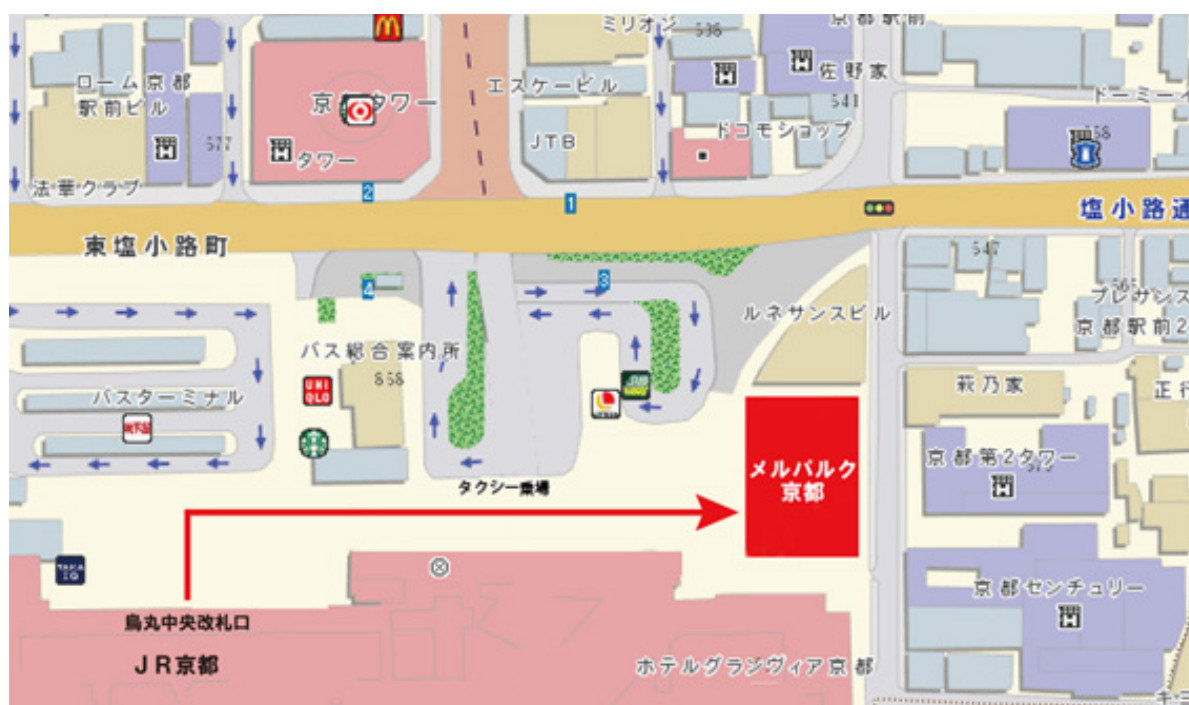 ミリオン
538
京都駅前
ローム京都
駅前ビル
577
京都タワー
タワー
エスケービル
JTB
佐野家
541
ドコモショップ
ドーミーイ
558
法華クラブ
2
1
東塩小路町
塩小路通
4
3
547
ルネサンスビル
プレサンス
京都駅前2
バス総合案内所
858
UNI
QLO
バスターミナル
萩乃家
正行
メルパルク
京都
京都第2タワー
タクシー乗場
烏丸中央改札口
JR京都
京都センチュリー
ホテルグランヴィア京都